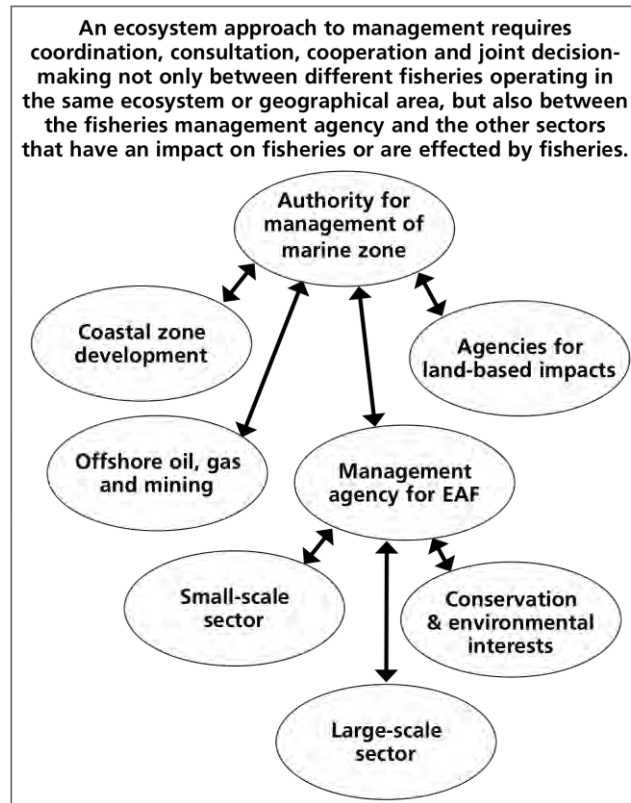 An ecosystem approach to management requires
coordination, consultation, cooperation and joint decision-
making not only between different fisheries operating in
the same ecosystem or geographical area, but also between
the fisheries management agency and the other sectors
that have an impact on fisheries or are effected by fisheries.
Authority for
management of
marine zone
Coastal zone
development
Agencies for
land-based impacts
Offshore oil, gas
and mining
Management
agency for EAF
Small-scale
sector
Conservation
& environmental
interests
Large-scale
sector